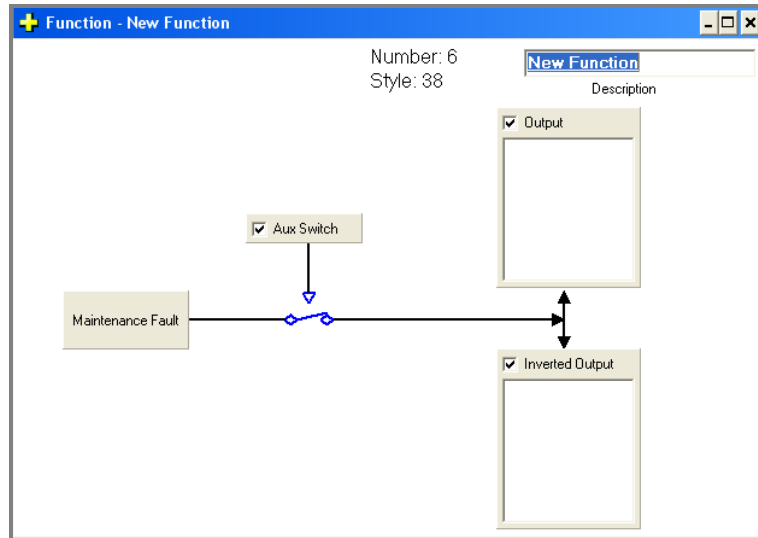 Function - New Function
Number: 6
Style: 38
New Function
Description
Output
Aux Switch
Maintenance Fault
Inverted Output